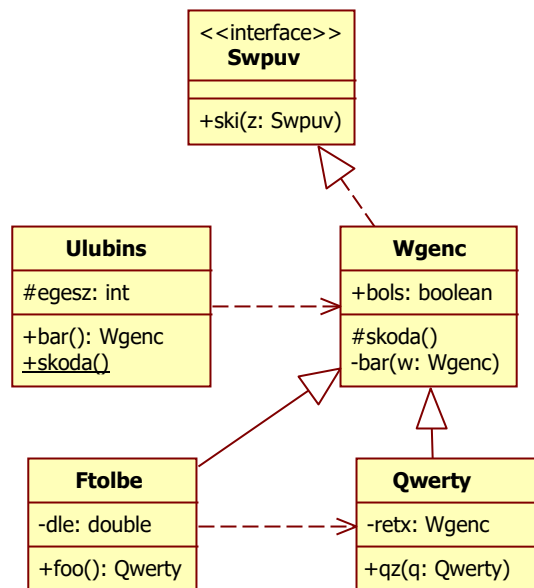 <<interface>>
Swpuv
+ski(z: Swpuv)
Ulubins
#egesz: int
+bar(): Wgenc
+skoda()
Wgenc
+bols: boolean
#skoda()
-bar(w: Wgenc)
Ftolbe
-dle: double
+foo(): Qwerty
Qwerty
-retx: Wgenc
+qz(q: Qwerty)